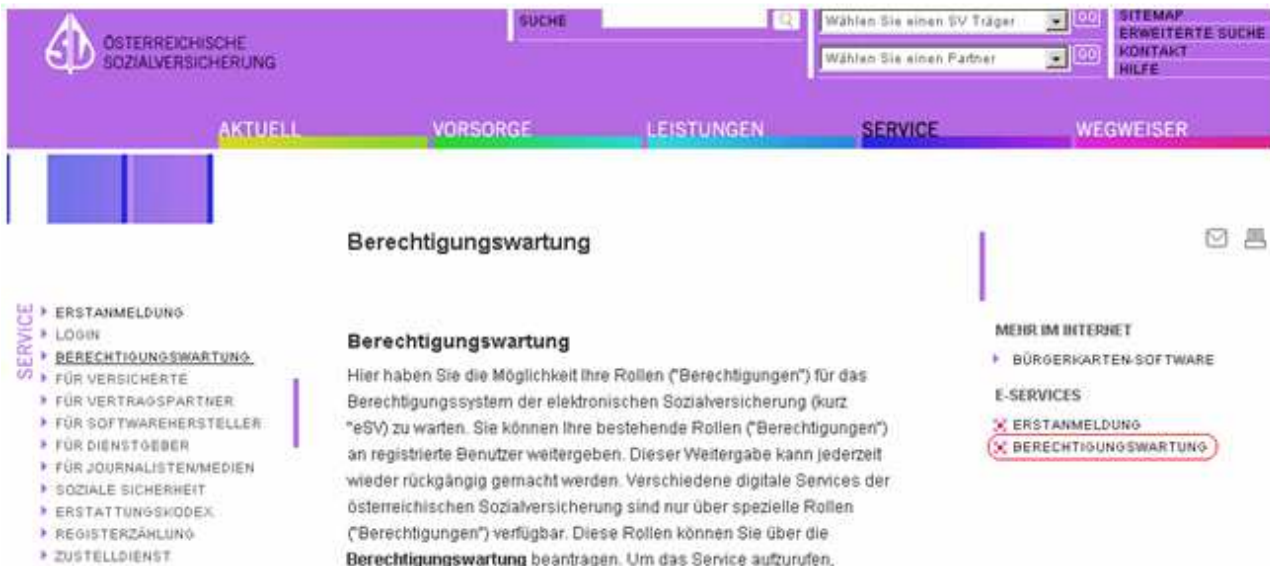 ÖSTERREICHISCHE
SOZIALVERSICHERUNG
SUCHE
Wählen Sie einen SV Träger
GO
Wählen Sie einen Partner
GO
SITEMAP
ERWEITERTE SUCHE
KONTAKT
HILFE
AKTUELL VORSORGE LEISTUNGEN SERVICE WEGWEISER
Berechtigungswartung
SERVICE
ERSTANMELDUNG
LOGIN
BERECHTIGUNGSWARTUNG
FÜR VERSICHERTE
FÜR VERTRAGSPARTNER
FÜR SOFTWAREHERSTELLER
FÜR DIENSTGEBER
FÜR JOURNALISTEN/MEDIEN
SOZIALE SICHERHEIT
ERSTATTUNGSKODEX
REGISTERZÄHLUNG
ZUSTELLDIENST
Berechtigungswartung
Hier haben Sie die Möglichkeit Ihre Rollen ("Berechtigungen") für das
Berechtigungssystem der elektronischen Sozialversicherung (kurz
"eSV) zu warten. Sie können Ihre bestehende Rollen ("Berechtigungen")
an registrierte Benutzer weitergeben. Dieser Weitergabe kann jederzeit
wieder rückgängig gemacht werden. Verschiedene digitale Services der
österreichischen Sozialversicherung sind nur über spezielle Rollen
("Berechtigungen") verfügbar. Diese Rollen können Sie über die
Berechtigungswartung beantragen. Um das Service aufzurufen,
MEHR IM INTERNET
BÜRGERKARTEN-SOFTWARE
E-SERVICES
ERSTANMELDUNG
BERECHTIGUNGSWARTUNG